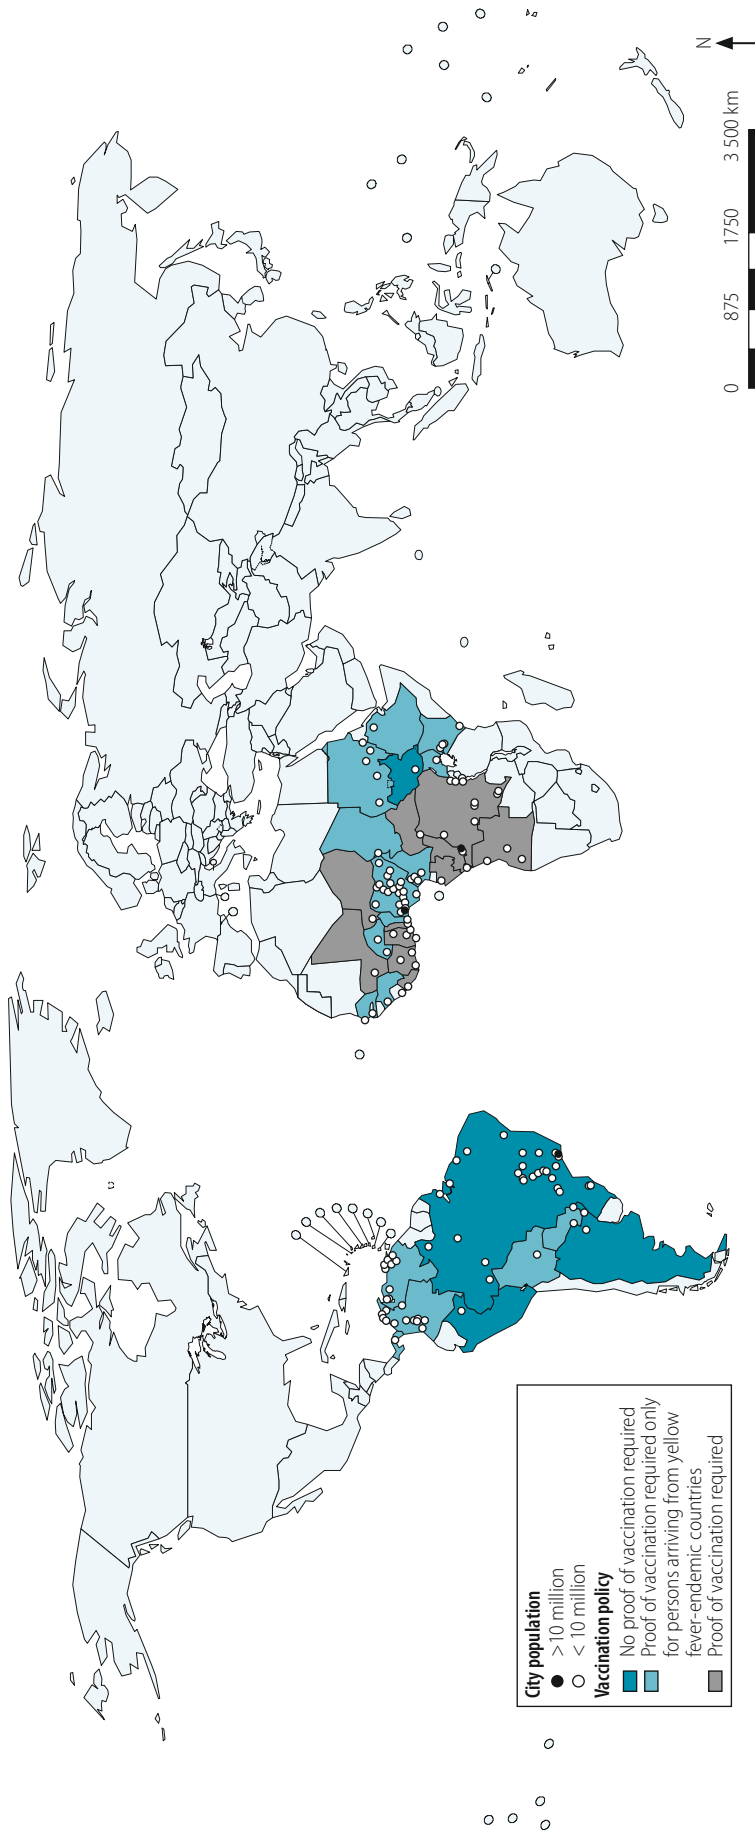 City population
>10 million
< 10 million
Vaccination policy
No proof of vaccination required
Proof of vaccination required only
for persons arriving from yellow
fever-endemic countries
Proof of vaccination required
0 875 1750 3 500 km
N